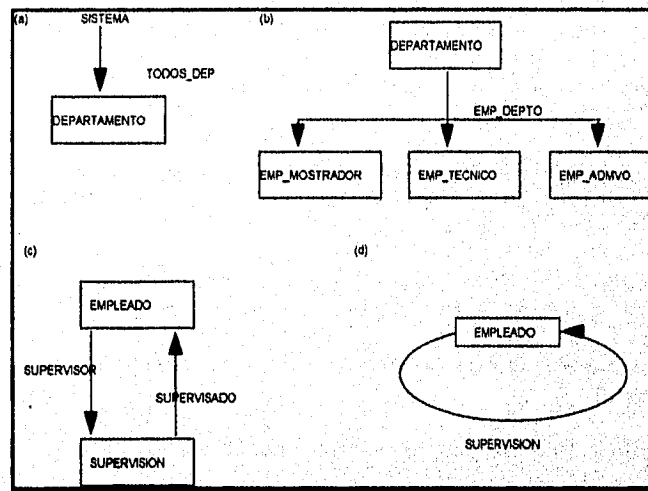 (a)
SISTEMA
TODOS_DEP
DEPARTAMENTO
(b)
DEPARTAMENTO
EMP_DEPTO
EMP_MOSTRADOR
EMP_TECNICO
EMP_ADMVO
(c)
EMPLEADO
SUPERVISOR
SUPERVISADO
SUPERVISION
(d)
EMPLEADO
SUPERVISION